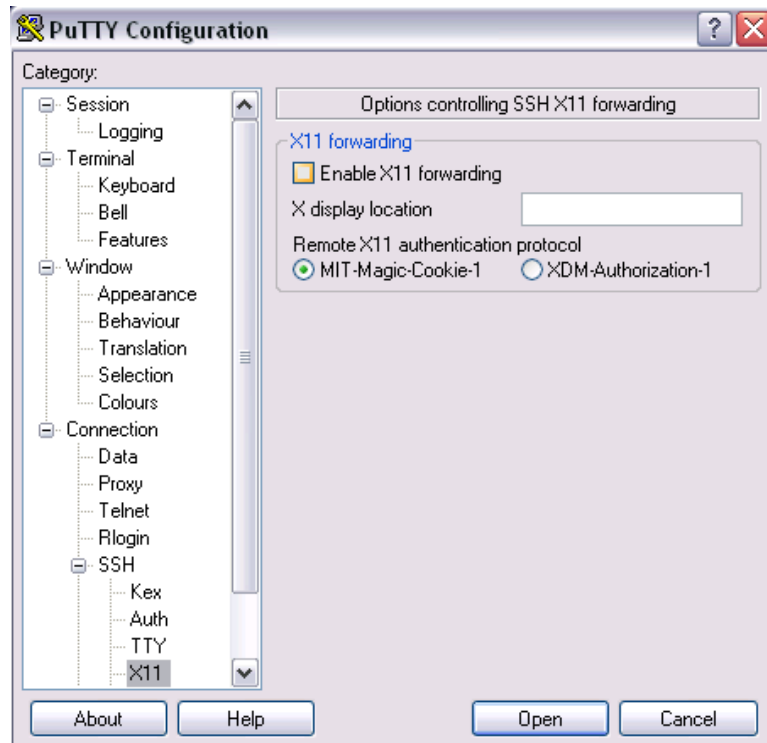 PuTTY Configuration
Category:
Session
Logging
Terminal
Keyboard
Bell
Features
Window
Appearance
Behaviour
Translation
Selection
Colours
Connection
Data
Proxy
Telnet
Rlogin
SSH
Kex
Auth
TTY
X11
Options controlling SSH X11 forwarding
X11 forwarding
Enable X11 forwarding
X display location
Remote X11 authentication protocol
MIT-Magic-Cookie-1 XDM-Authorization-1
About Help Open Cancel